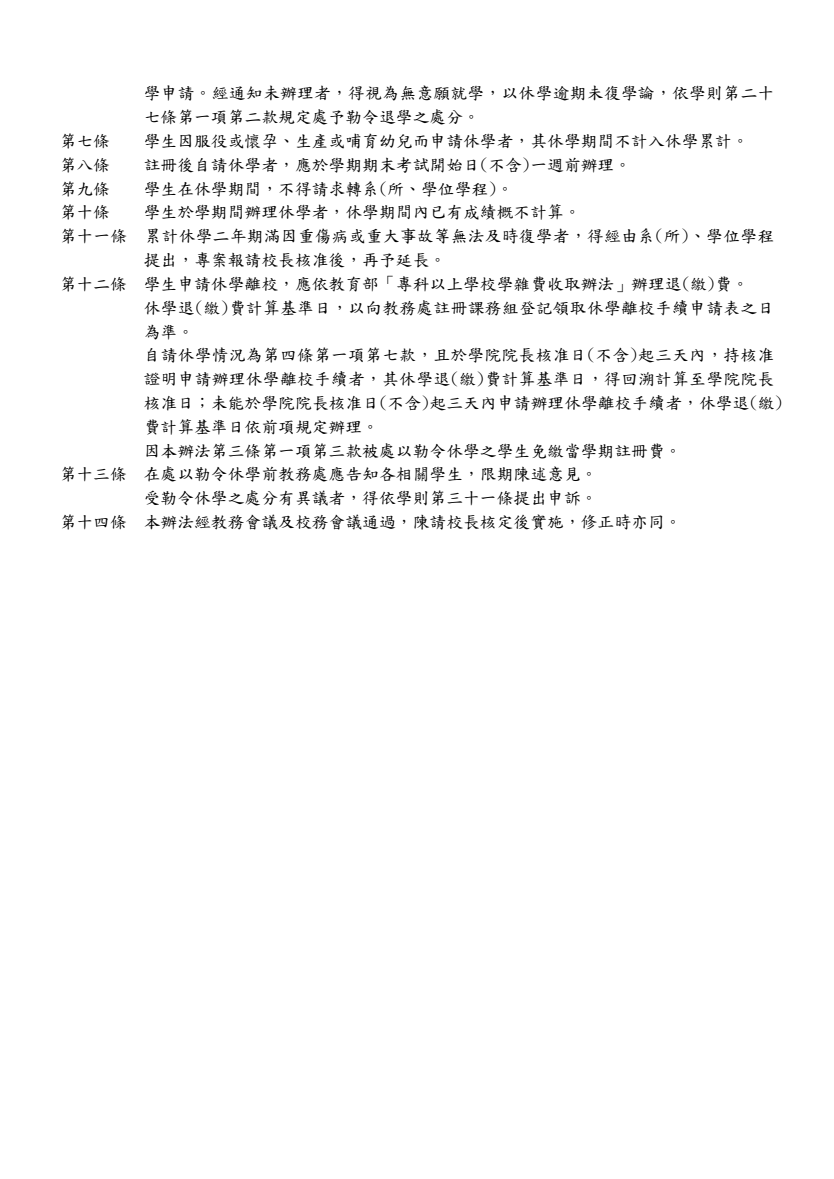 學申請。經通知未辦理者，得視為無意願就學，以休學逾期未復學論，依學則第二十
七條第一項第二款規定處予勒令退學之處分。
第七條 學生因服役或懷孕、生產或哺育幼兒而申請休學者，其休學期間不計入休學累計。
第八條 註冊後自請休學者，應於學期期末考試開始日(不含)一週前辦理。
第九條 學生在休學期間，不得請求轉系(所、學位學程)。
第十條 學生於學期間辦理休學者，休學期間內已有成績概不計算。
第十一條 累計休學二年期滿因重傷病或重大事故等無法及時復學者，得經由系(所)、學位學程
提出，專案報請校長核准後，再予延長。
第十二條 學生申請休學離校，應依教育部「專科以上學校學雜費收取辦法」辦理退(繳)費。
休學退(繳)費計算基準日，以向教務處註冊課務組登記領取休學離校手續申請表之日
為準。
自請休學情況為第四條第一項第七款，且於學院院長核准日(不含)起三天內，持核准
證明申請辦理休學離校手續者，其休學退(繳)費計算基準日，得回溯計算至學院院長
核准日；未能於學院院長核准日(不含)起三天內申請辦理休學離校手續者，休學退(繳)
費計算基準日依前項規定辦理。
因本辦法第三條第一項第三款被處以勒令休學之學生免繳當學期註冊費。
第十三條 在處以勒令休學前教務處應告知各相關學生，限期陳述意見。
受勒令休學之處分有異議者，得依學則第三十一條提出申訴。
第十四條 本辦法經教務會議及校務會議通過，陳請校長核定後實施，修正時亦同。